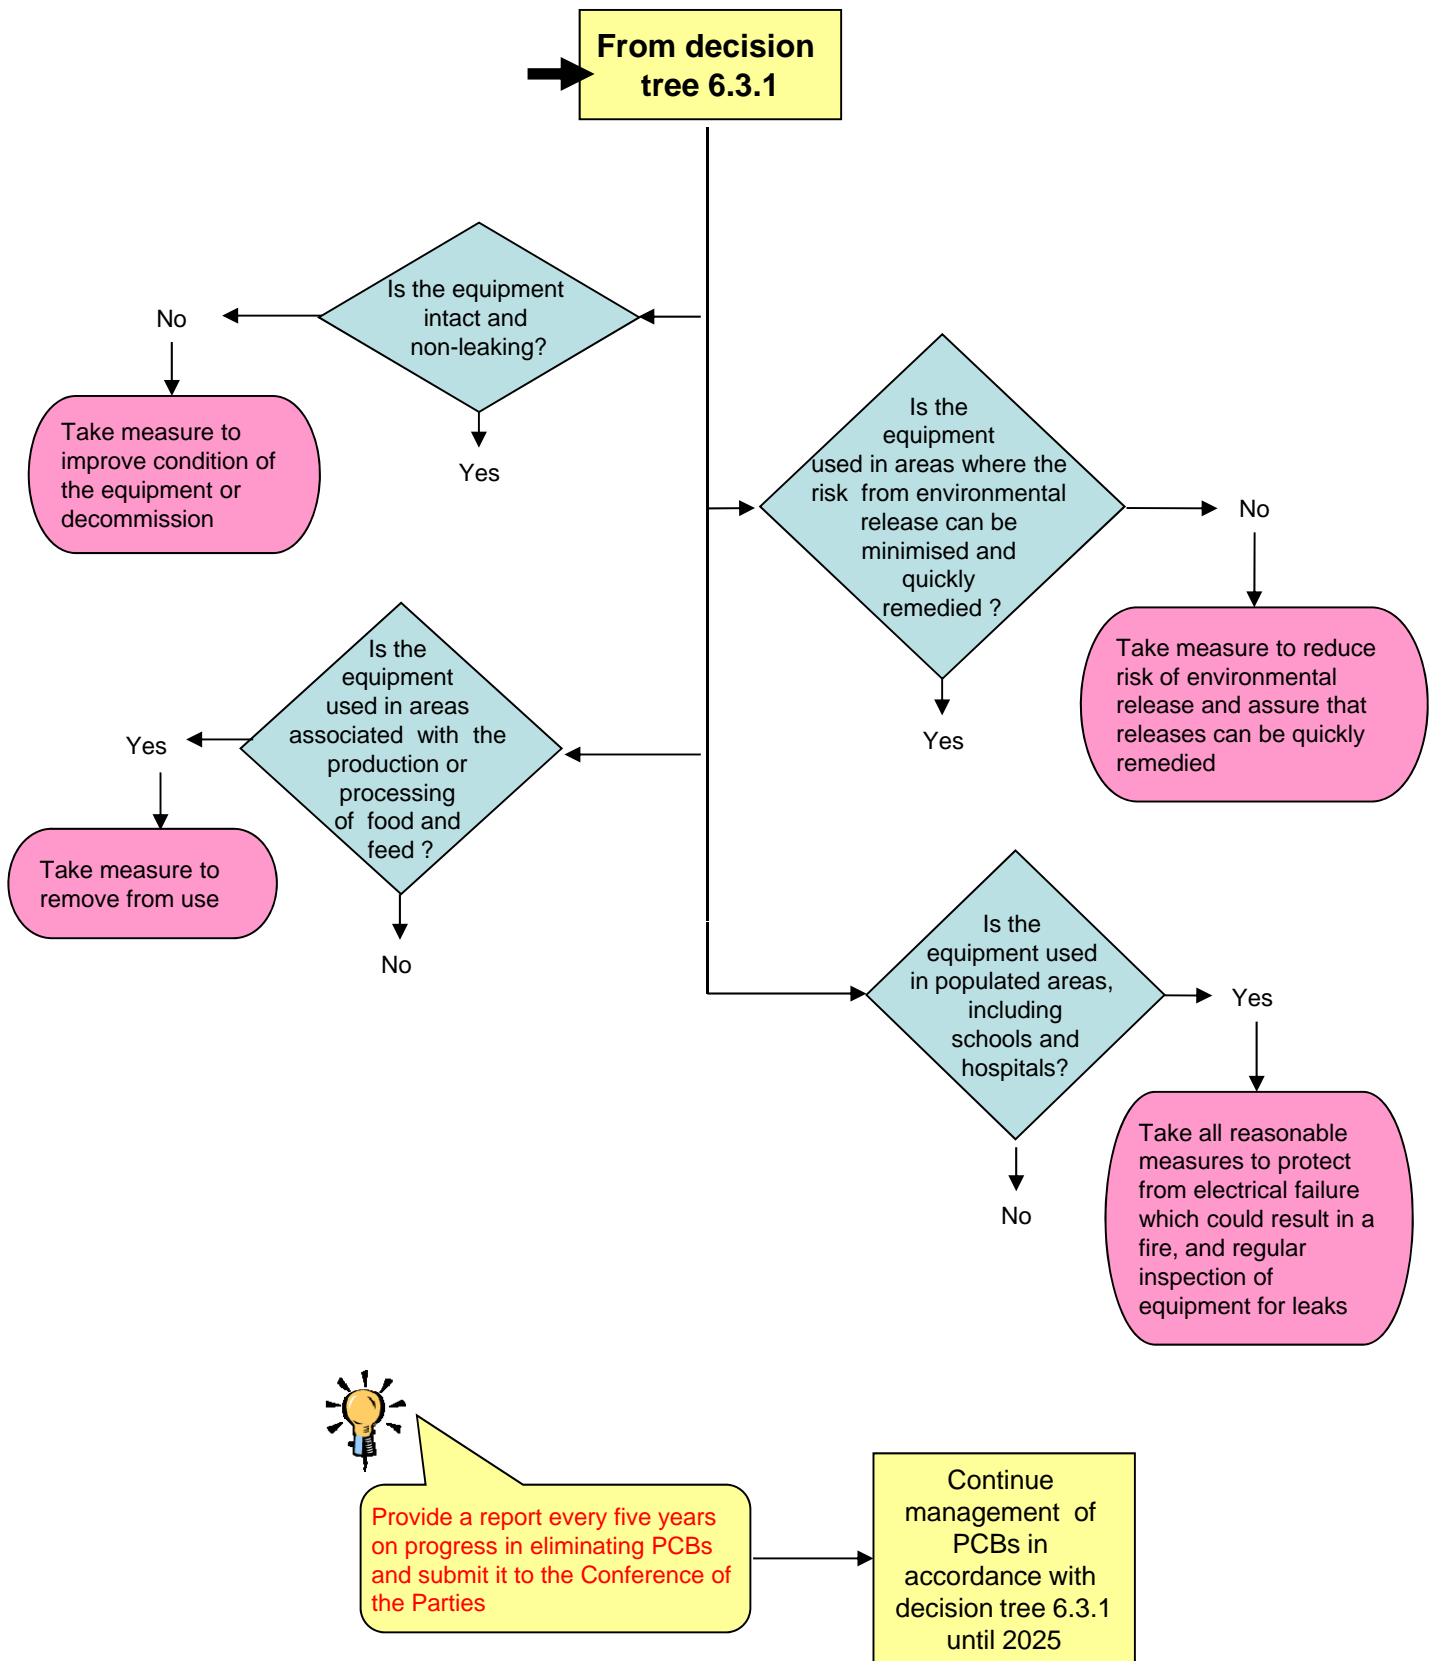 From decision
tree 6.3.1
Is the equipment
intact and
non-leaking?
No
Yes
Take measure to
improve condition of
the equipment or
decommission
Is the
equipment
used in areas where the
risk from environmental
release can be
minimised and
quickly
remedied ?
No
Yes
Take measure to reduce
risk of environmental
release and assure that
releases can be quickly
remedied
Is the
equipment
used in areas
associated with the
production or
processing
of food and
feed ?
Yes
No
Take measure to
remove from use
Is the
equipment used
in populated areas,
including
schools and
hospitals?
Yes
No
Take all reasonable
measures to protect
from electrical failure
which could result in a
fire, and regular
inspection of
equipment for leaks
Provide a report every five years
on progress in eliminating PCBs
and submit it to the Conference of
the Parties
Continue
management of
PCBs in
accordance with
decision tree 6.3.1
until 2025